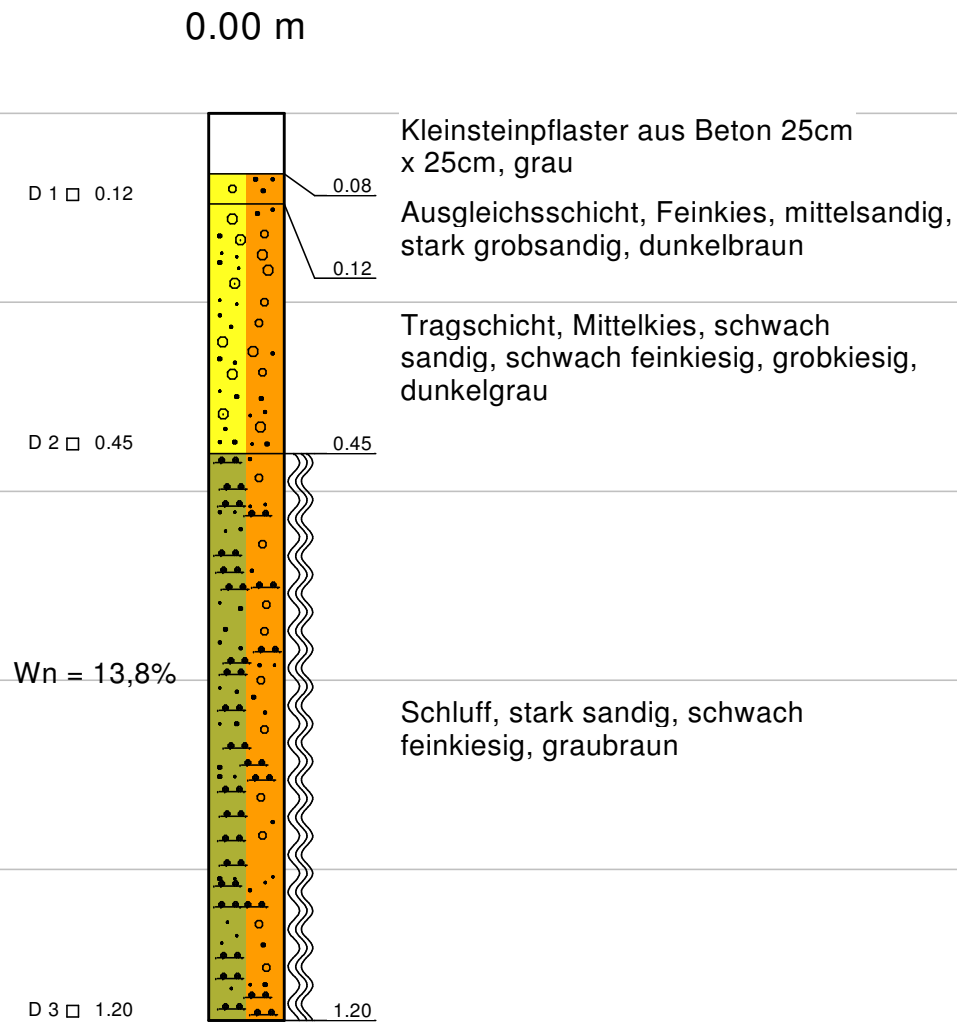 0.00 m
Kleinsteinpflaster aus Beton 25cm
x 25cm, grau
D 1 0.12
0.08
Ausgleichsschicht, Feinkies, mittelsandig,
stark grobsandig, dunkelbraun
0.12
Tragschicht, Mittelkies, schwach
sandig, schwach feinkiesig, grobkiesig,
dunkelgrau
D 2 0.45
0.45
Wn = 13,8%
Schluff, stark sandig, schwach
feinkiesig, graubraun
D 3 1.20
1.20